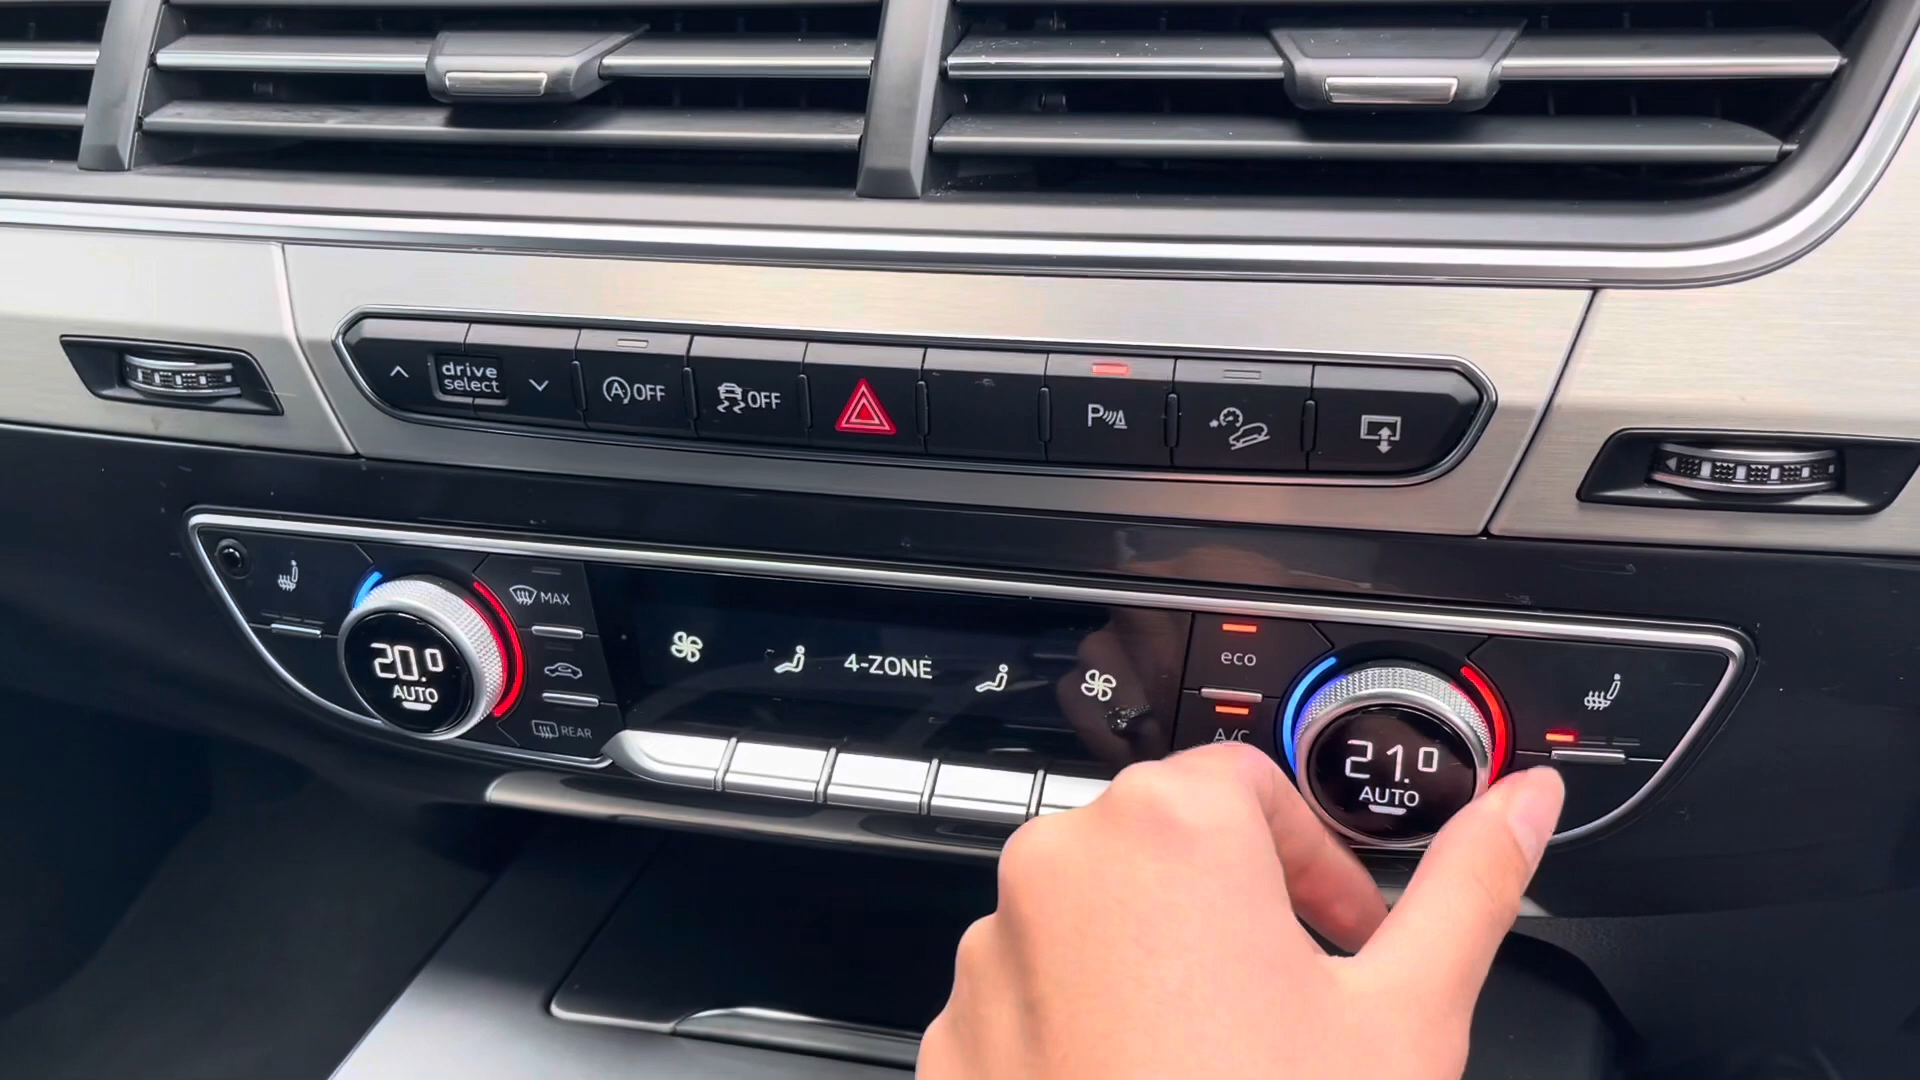 drive
select
A OFF
OFF
P
MAX
20.0
AUTO
REAR
4-ZONE
eco
A/C
21.0
AUTO